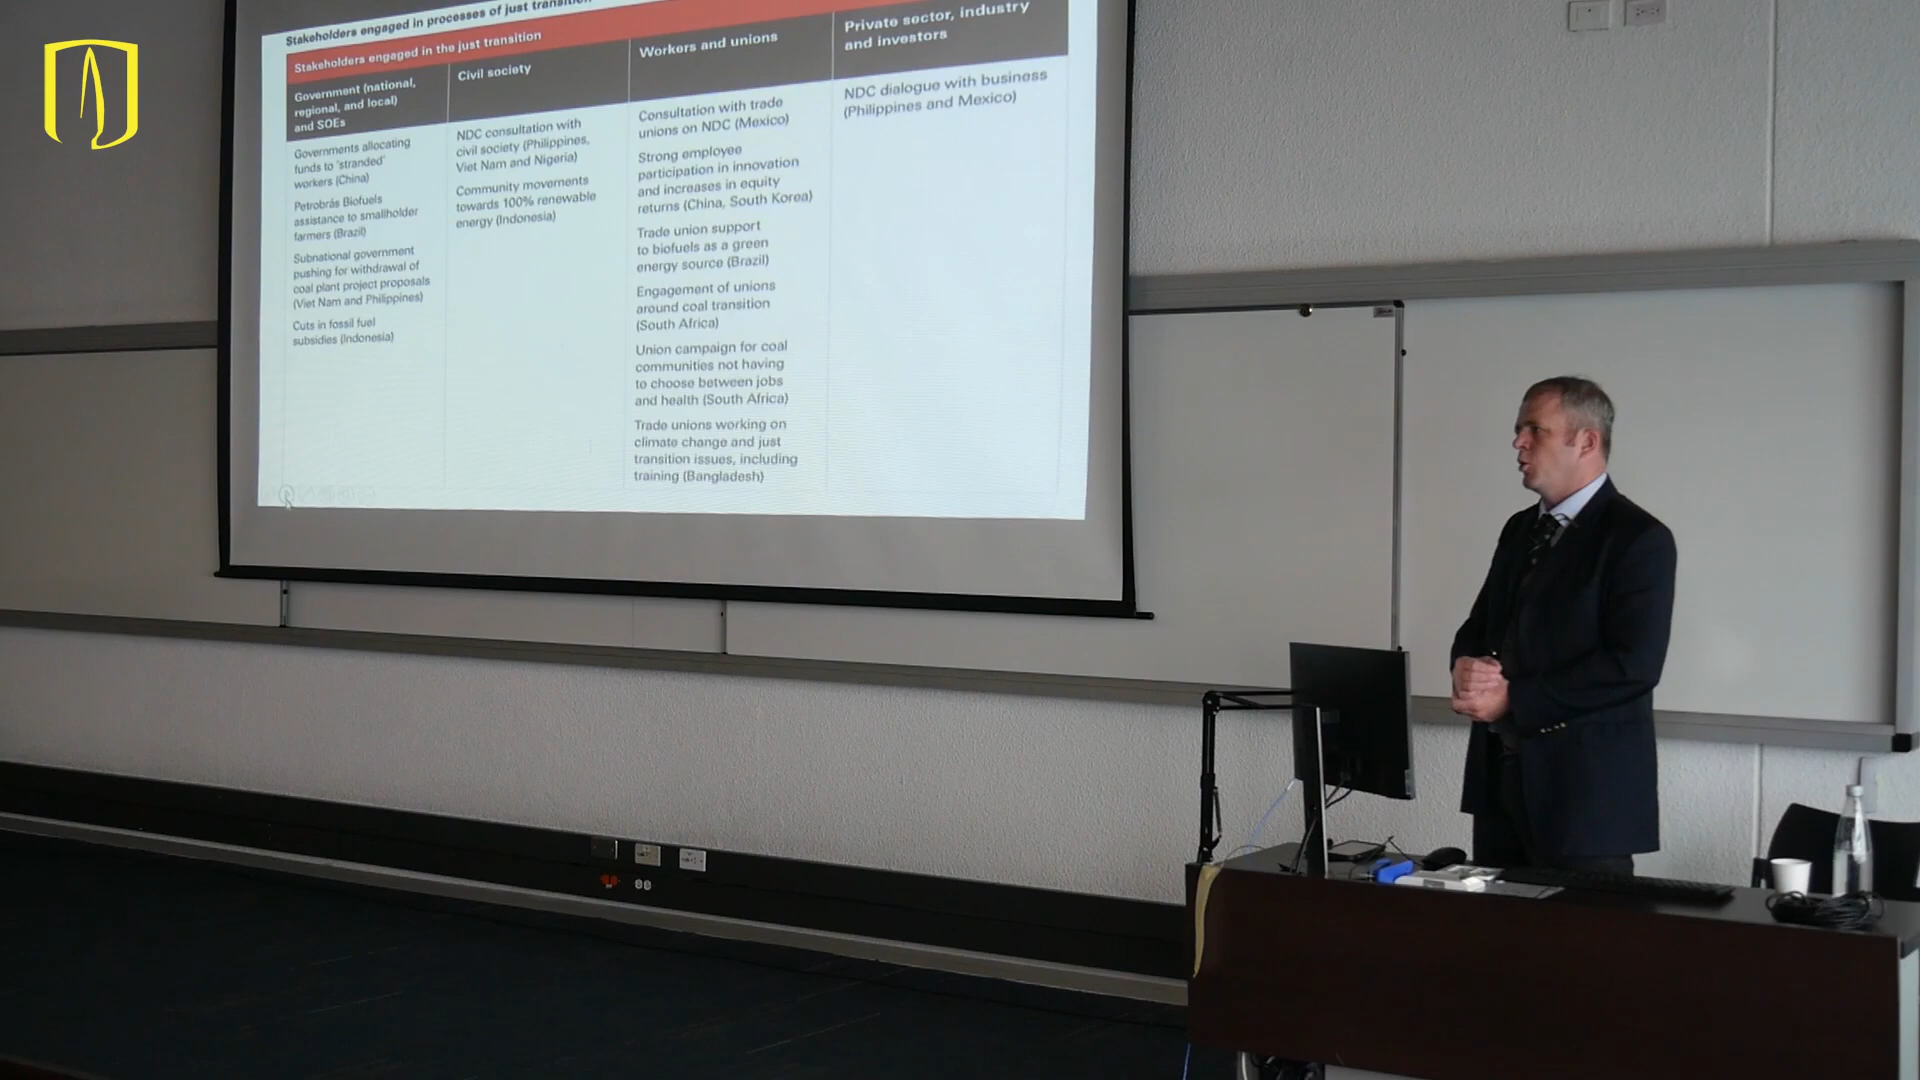 Stakeholders engaged in processes of just transition
Stakeholders engaged in the just transition
Government (national,
regional, and local)
and SOEs
Governments allocating
funds to 'stranded'
workers (China)
Petrobrás Biofuels
assistance to smallholder
farmers (Brazil)
Subnational government
pushing for withdrawal of
coal plant project proposals
(Viet Nam and Philippines)
Cuts in fossil fuel
subsidies (Indonesia)
Civil society
NDC consultation with
civil society (Philippines,
Viet Nam and Nigeria)
Community movements
towards 100% renewable
energy (Indonesia)
Workers and unions
Consultation with trade
unions on NDC (Mexico)
Strong employee
participation in innovation
and increases in equity
returns (China, South Korea)
Trade union support
to biofuels as a green
energy source (Brazil)
Engagement of unions
around coal transition
(South Africa)
Union campaign for coal
communities not having
to choose between jobs
and health (South Africa)
Trade unions working on
climate change and just
transition issues, including
training (Bangladesh)
Private sector, industry
and investors
NDC dialogue with business
(Philippines and Mexico)